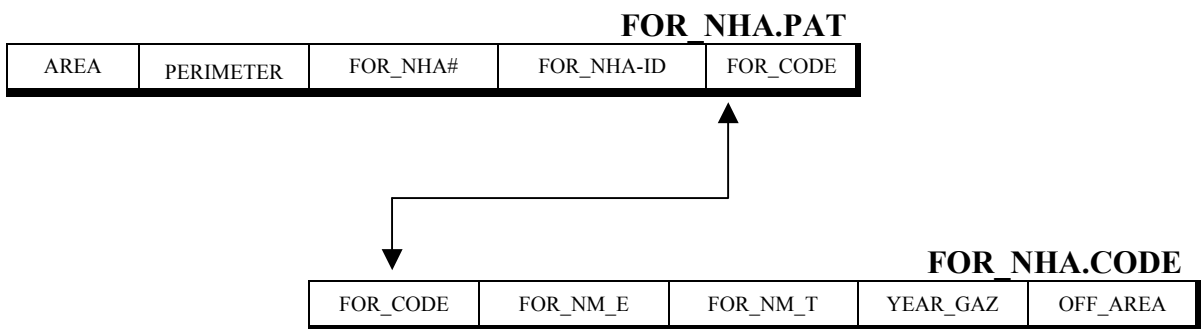 FOR_NHA.PAT
AREA PERIMETER FOR_NHA# FOR_NHA-ID FOR_CODE
FOR_NHA.CODE
FOR_CODE FOR_NM_E FOR_NM_T YEAR_GAZ OFF_AREA